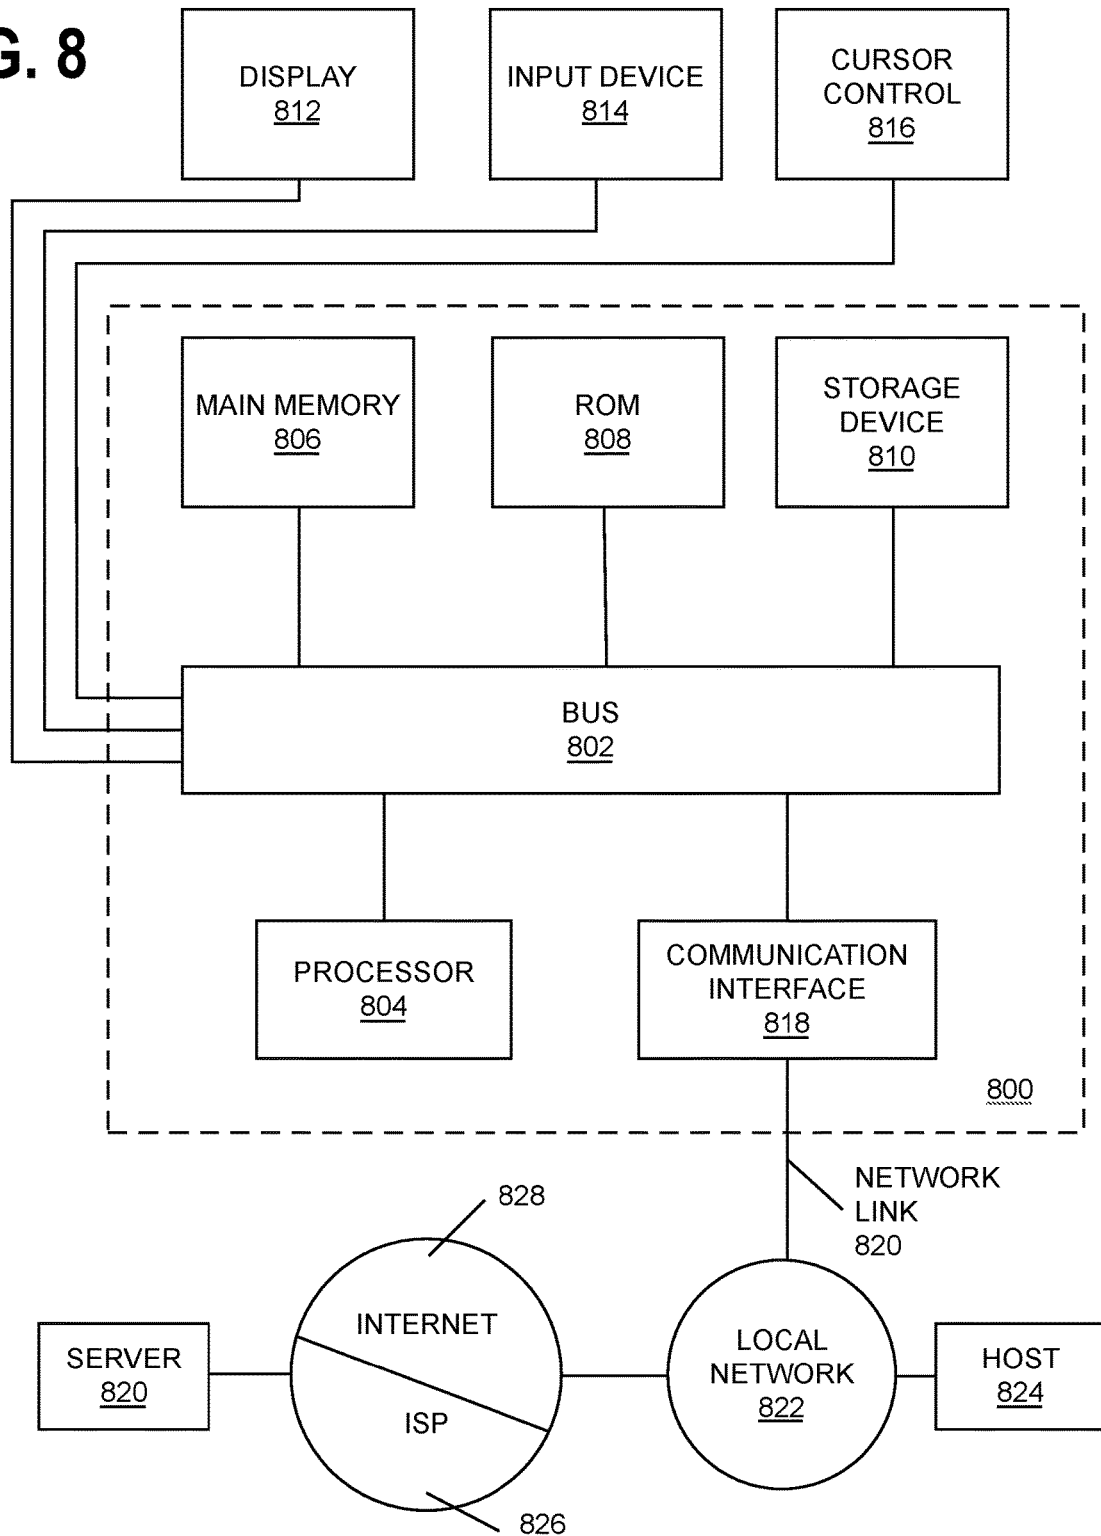 G. 8
DISPLAY
812
INPUT DEVICE
814
CURSOR
CONTROL
816
MAIN MEMORY
806
ROM
808
STORAGE
DEVICE
810
BUS
802
PROCESSOR
804
COMMUNICATION
INTERFACE
818
800
NETWORK
LINK
820
828
INTERNET
ISP
826
SERVER
820
LOCAL
NETWORK
822
HOST
824